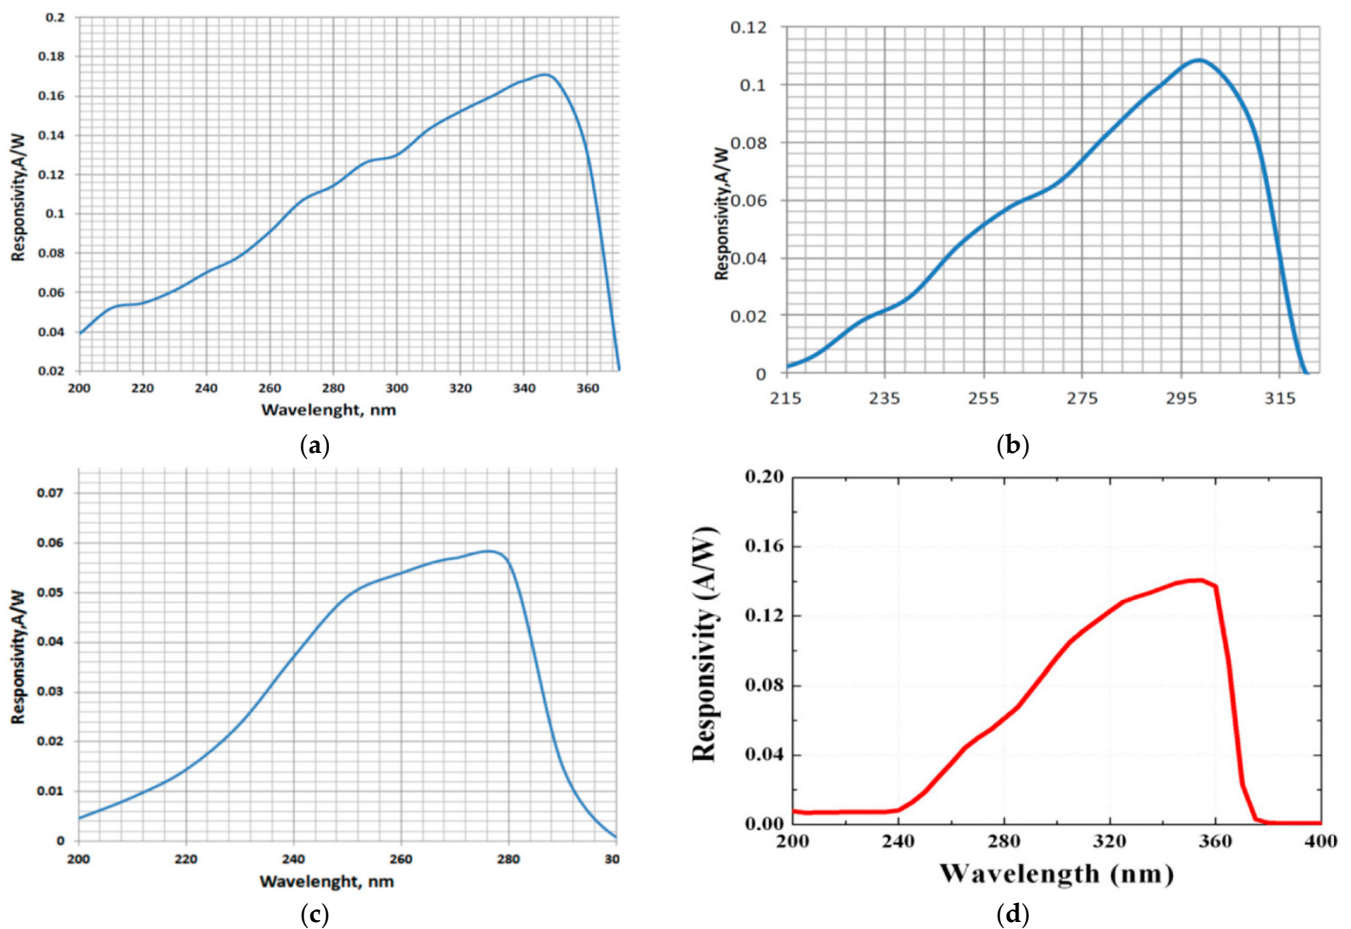 0.2
0.18
0.16
0.14
0.12
0.1
0.08
0.06
0.04
0.02
Responsivity,A/W
200 220 240 260 280 300 320 340 360
Wavelenght, nm
(a)
0.12
0.1
0.08
0.06
0.04
0.02
0
Responsivity,A/W
215 235 255 275 295 315
(b)
0.07
0.06
0.05
0.04
0.03
0.02
0.01
0
Responsivity,A/W
200 220 240 260 280 30
Wavelenght, nm
(c)
0.20
0.16
0.12
0.08
0.04
0.00
Responsivity (A/W)
200 240 280 320 360 400
Wavelength (nm)
(d)